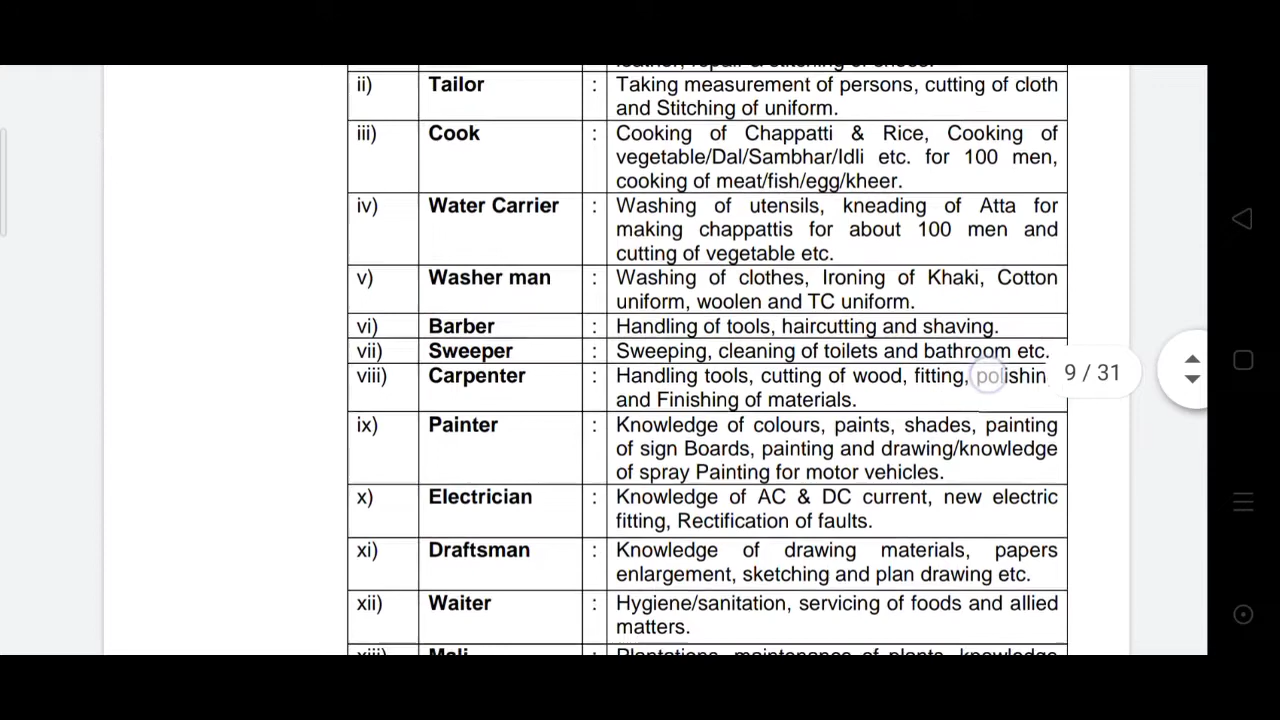 ii) Tailor : Taking measurement of persons, cutting of cloth
and Stitching of uniform.
iii) Cook : Cooking of Chappatti & Rice, Cooking of
vegetable/Dal/Sambhar/Idli etc. for 100 men,
cooking of meat/fish/egg/kheer.
iv) Water Carrier : Washing of utensils, kneading of Atta for
making chappattis for about 100 men and
cutting of vegetable etc.
v) Washer man : Washing of clothes, Ironing of Khaki, Cotton
uniform, woolen and TC uniform.
vi) Barber : Handling of tools, haircutting and shaving.
vii) Sweeper : Sweeping, cleaning of toilets and bathroom etc.
viii) Carpenter : Handling tools, cutting of wood, fitting, polishin
and Finishing of materials.
9 / 31
ix) Painter : Knowledge of colours, paints, shades, painting
of sign Boards, painting and drawing/knowledge
of spray Painting for motor vehicles.
x) Electrician : Knowledge of AC & DC current, new electric
fitting, Rectification of faults.
xi) Draftsman : Knowledge of drawing materials, papers
enlargement, sketching and plan drawing etc.
xii) Waiter : Hygiene/sanitation, servicing of foods and allied
matters.
xiii) Mali : Plantations, maintenance of plants, knowledge